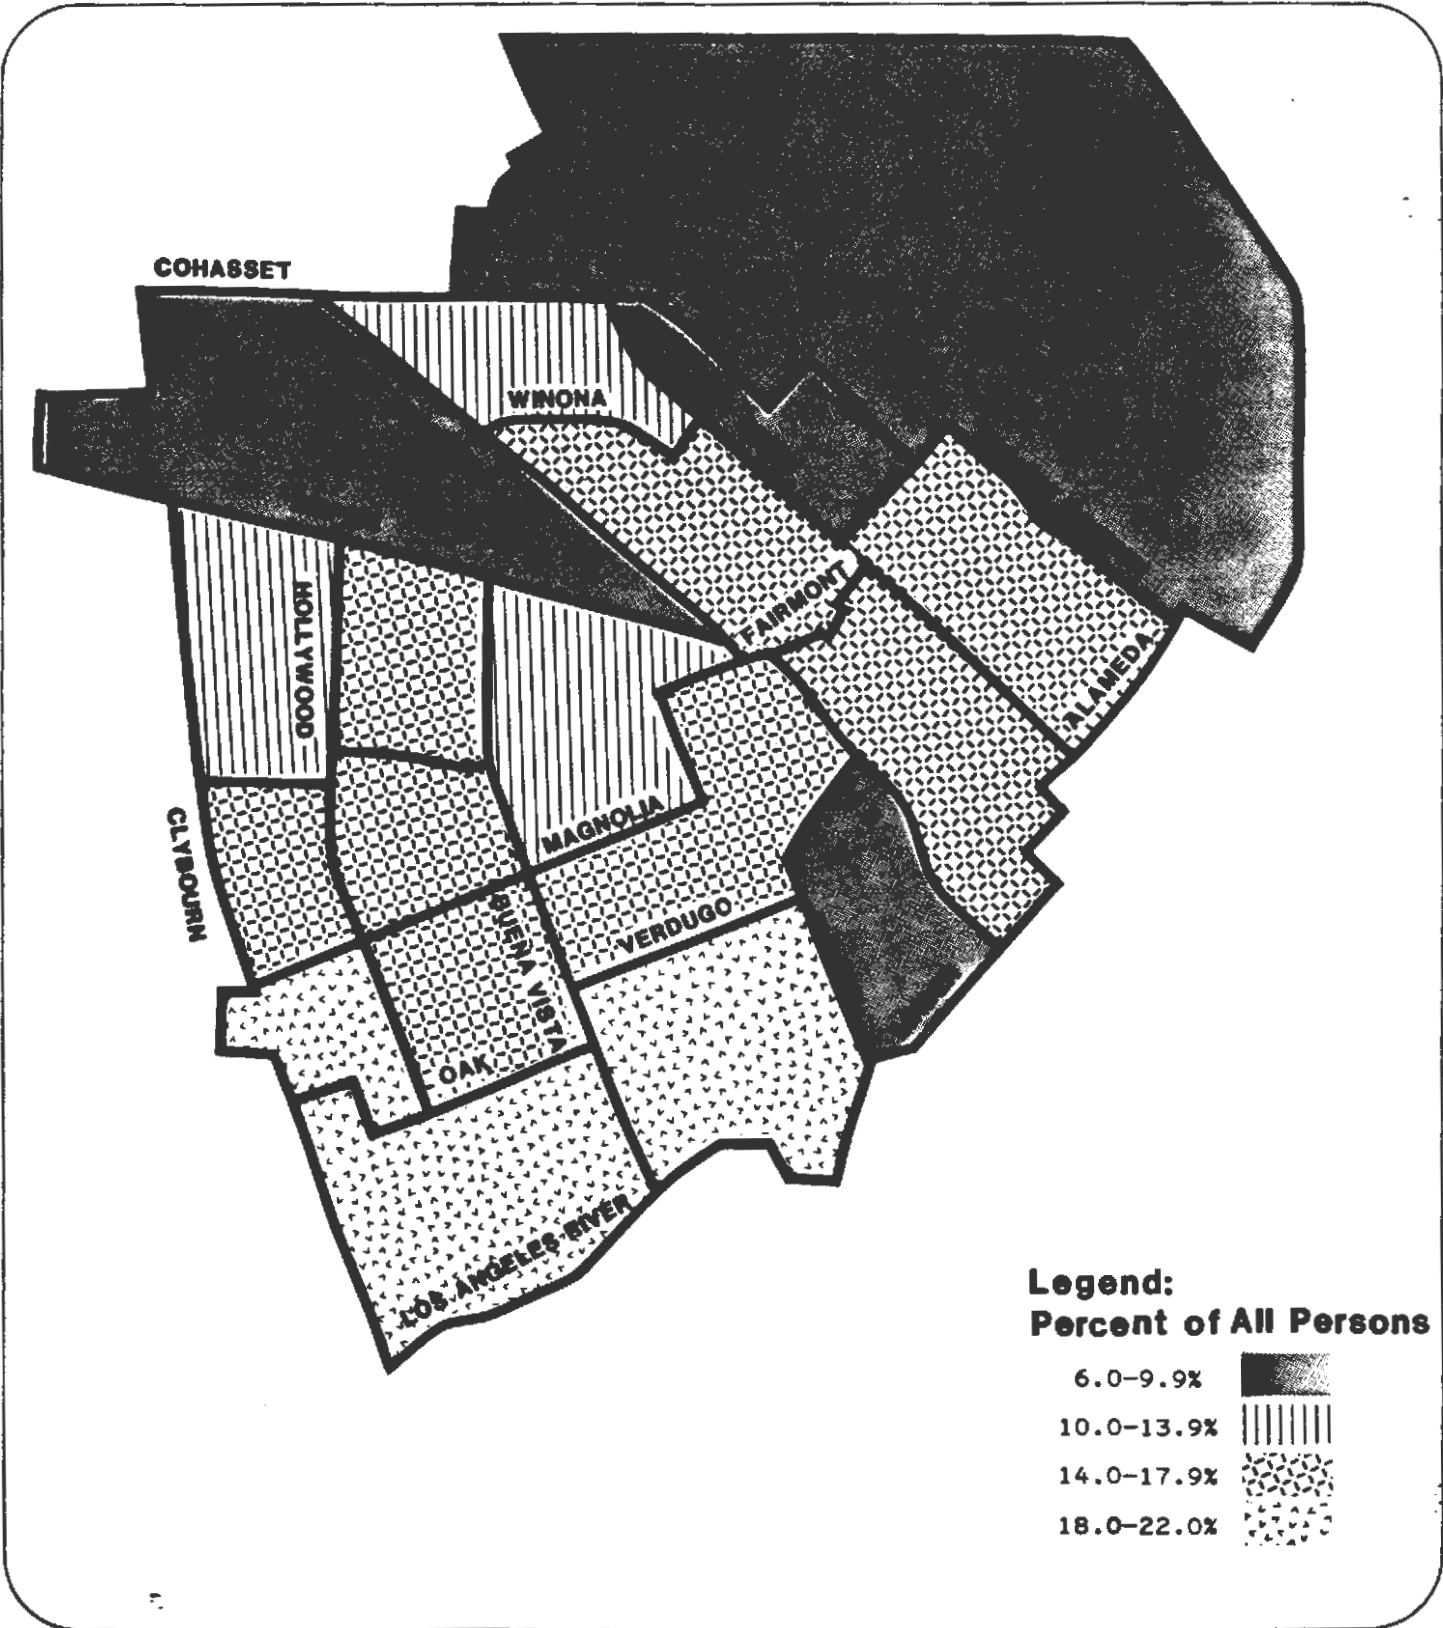 COHASSET
WINONA
HOLLYWOOD
FAIRMONT
ALAMEDA
CLYBOURN
MAGNOLIA
BUENA VISTA
VERDUGO
OAK
LOS ANGELES RIVER
Legend:
Percent of All Persons
6.0-9.9%
10.0-13.9%
14.0-17.9%
18.0-22.0%